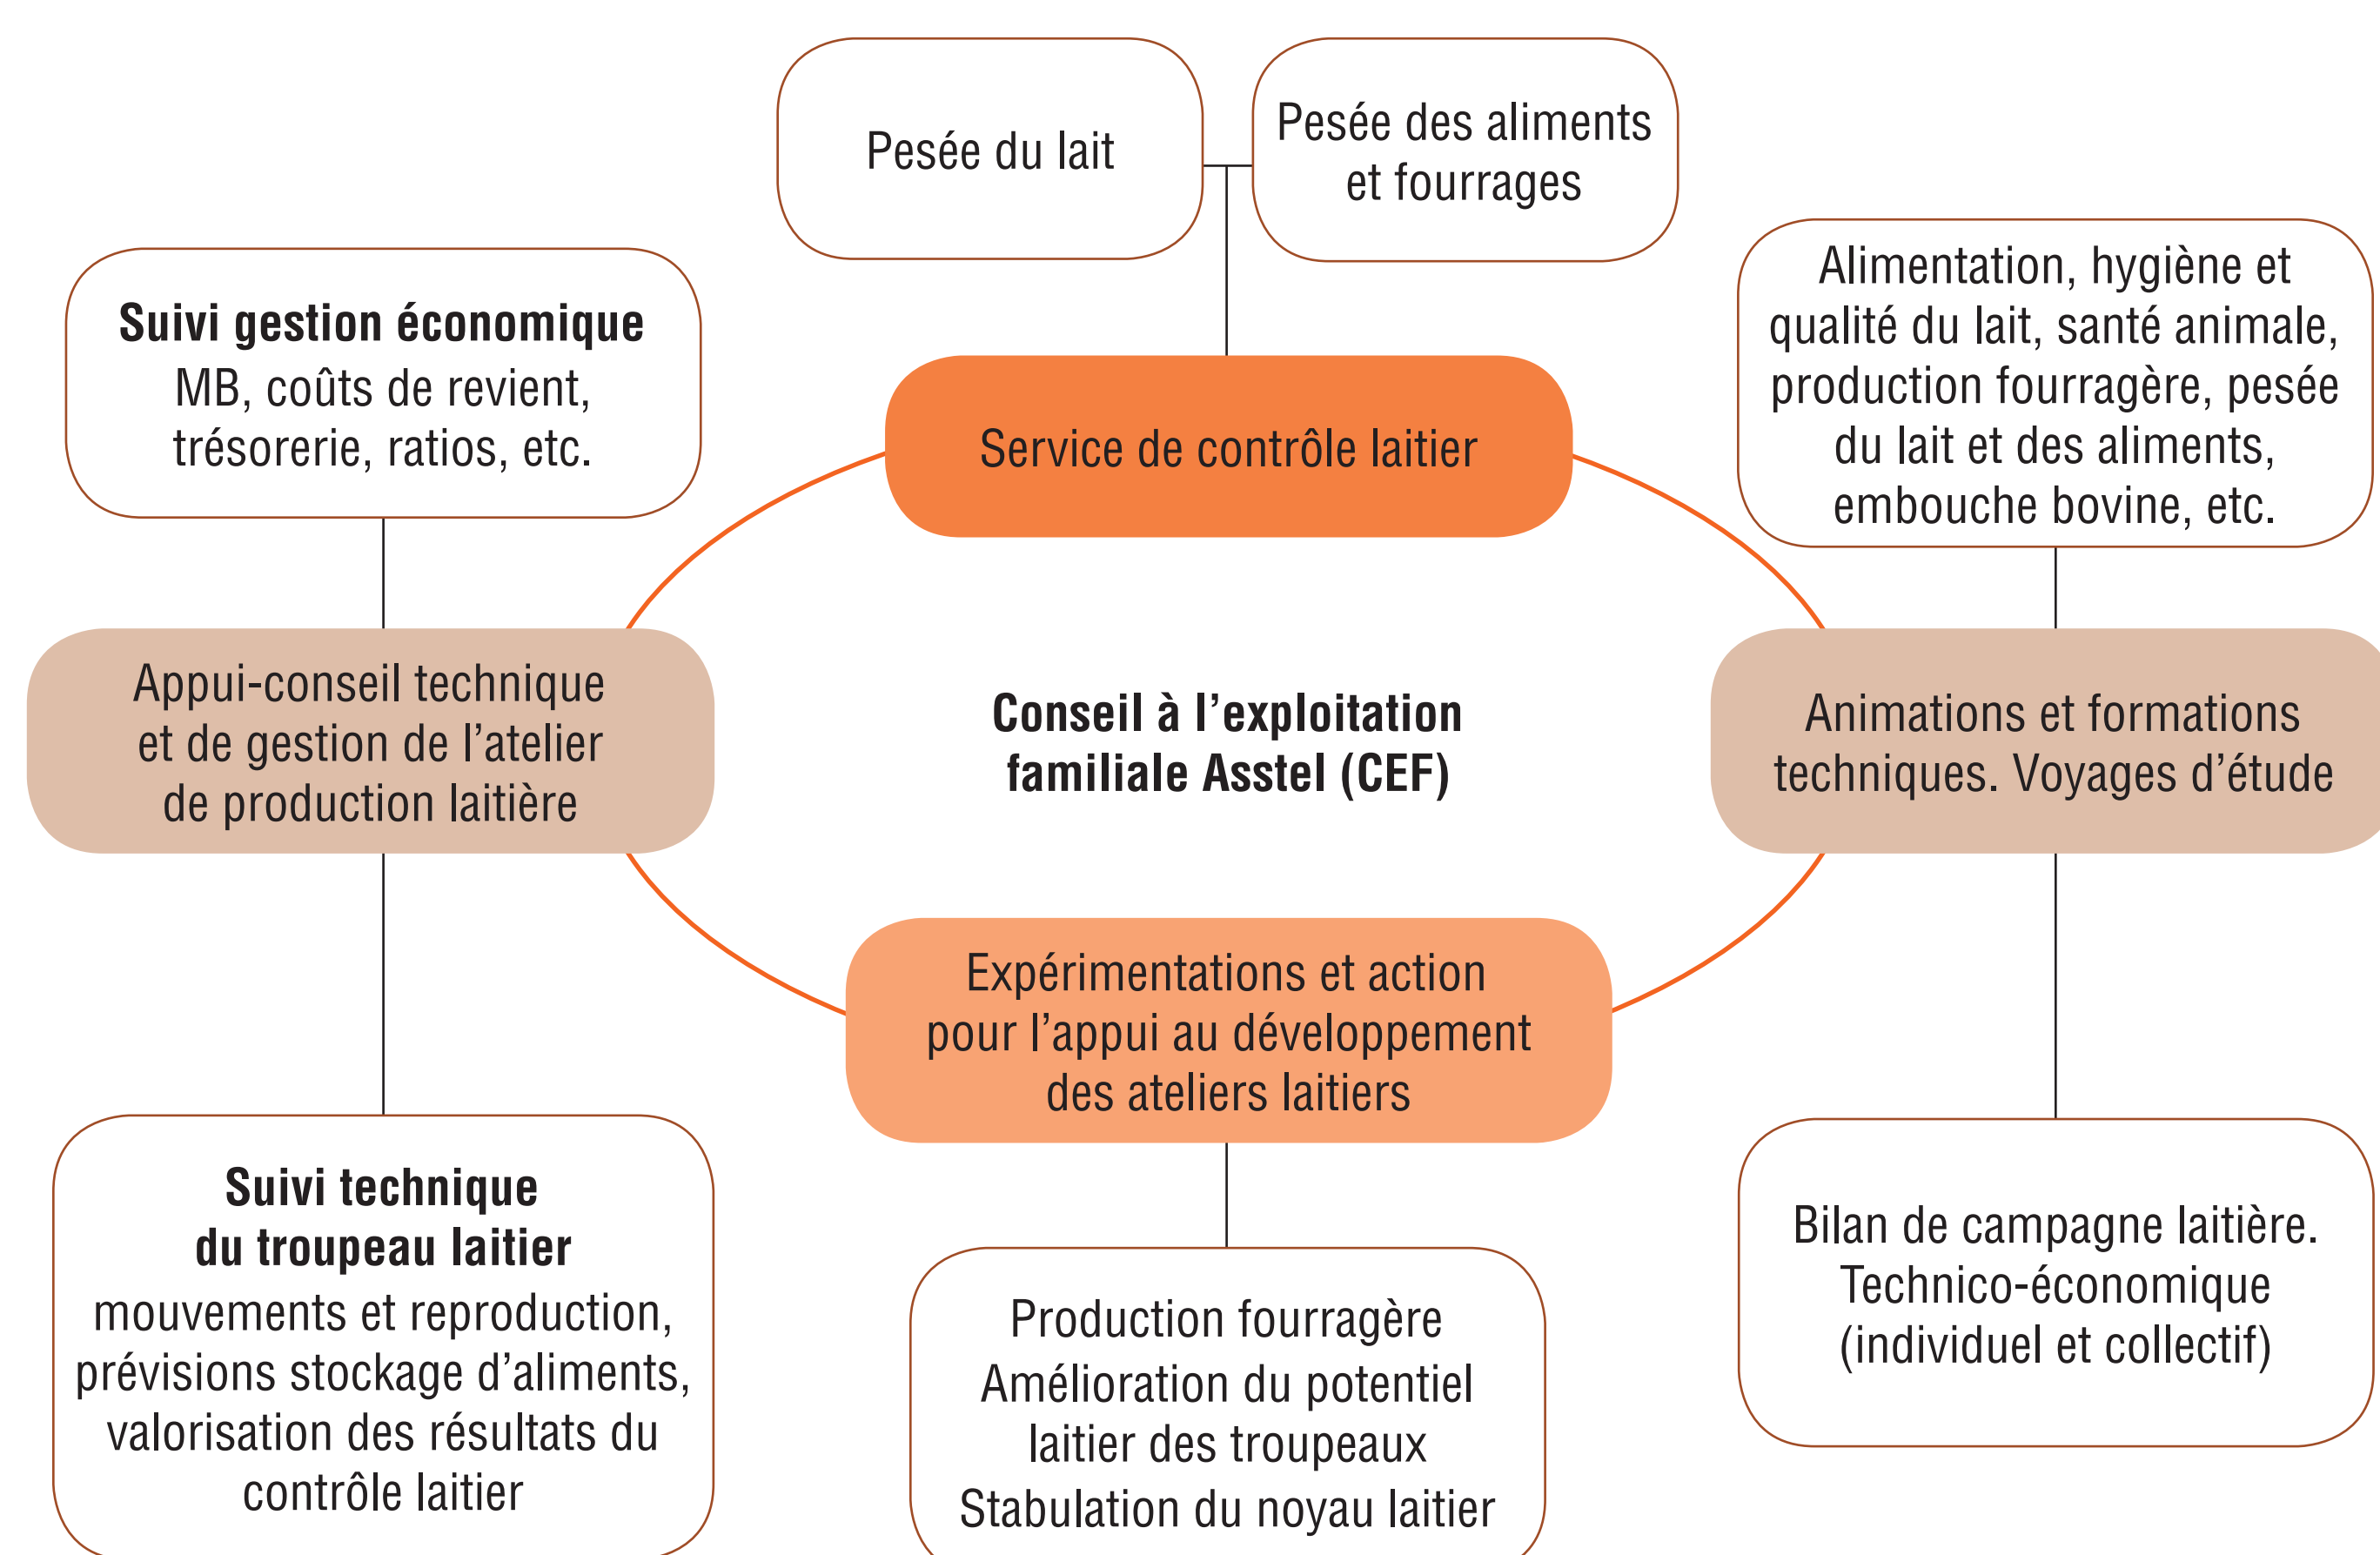 Pesée du lait
Pesée des aliments
et fourrages
Suivi gestion économique
MB, coûts de revient,
trésorerie, ratios, etc.
Alimentation, hygiène et
qualité du lait, santé animale,
production fourragère, pesée
du lait et des aliments,
embouche bovine, etc.
Service de contrôle laitier
Appui-conseil technique
et de gestion de l’atelier
de production laitière
Conseil à l’exploitation
familiale Asstel (CEF)
Animations et formations
techniques. Voyages d’étude
Expérimentations et action
pour l’appui au développement
des ateliers laitiers
Suivi technique
du troupeau laitier
mouvements et reproduction,
prévisions stockage d’aliments,
valorisation des résultats du
contrôle laitier
Production fourragère
Amélioration du potentiel
laitier des troupeaux
Stabulation du noyau laitier
Bilan de campagne laitière.
Technico-économique
(individuel et collectif)